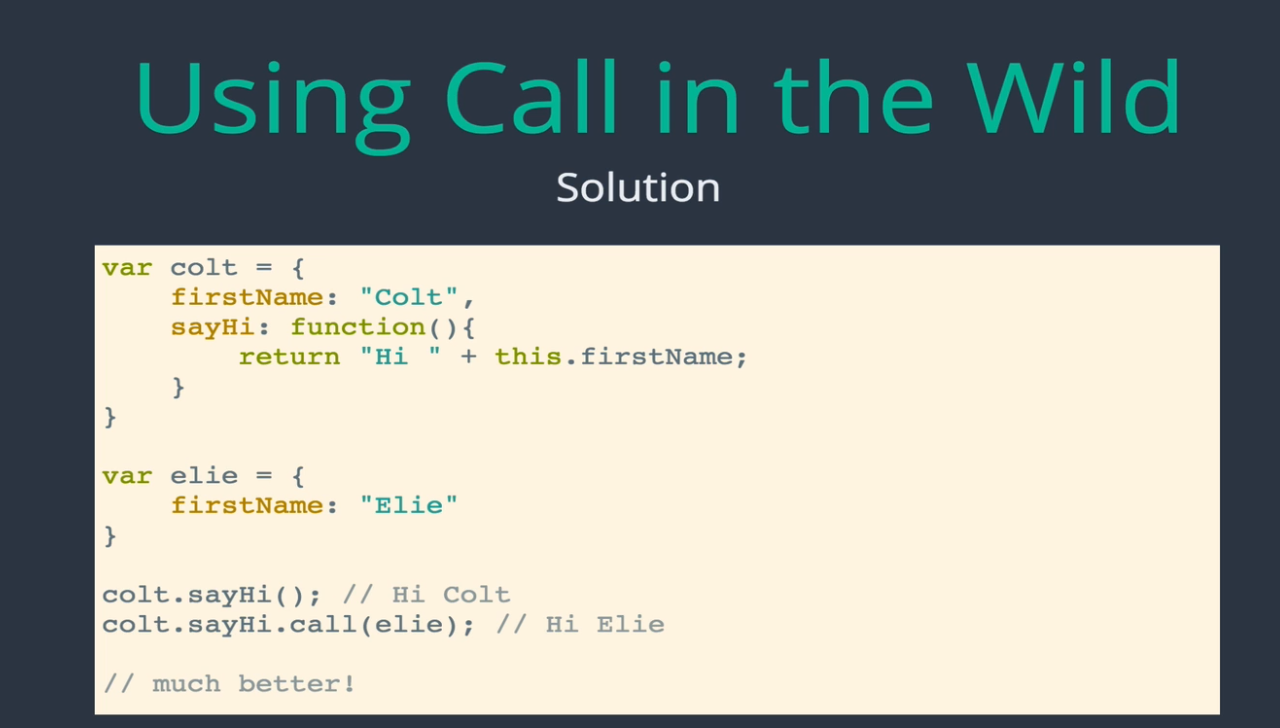 Using Call in the Wild
Solution
var colt = {
    firstName: "Colt",
    sayHi: function(){
        return "Hi " + this.firstName;
    }
}
var elie = {
    firstName: "Elie"
}
colt.sayHi(); // Hi Colt
colt.sayHi.call(elie); // Hi Elie
// much better!